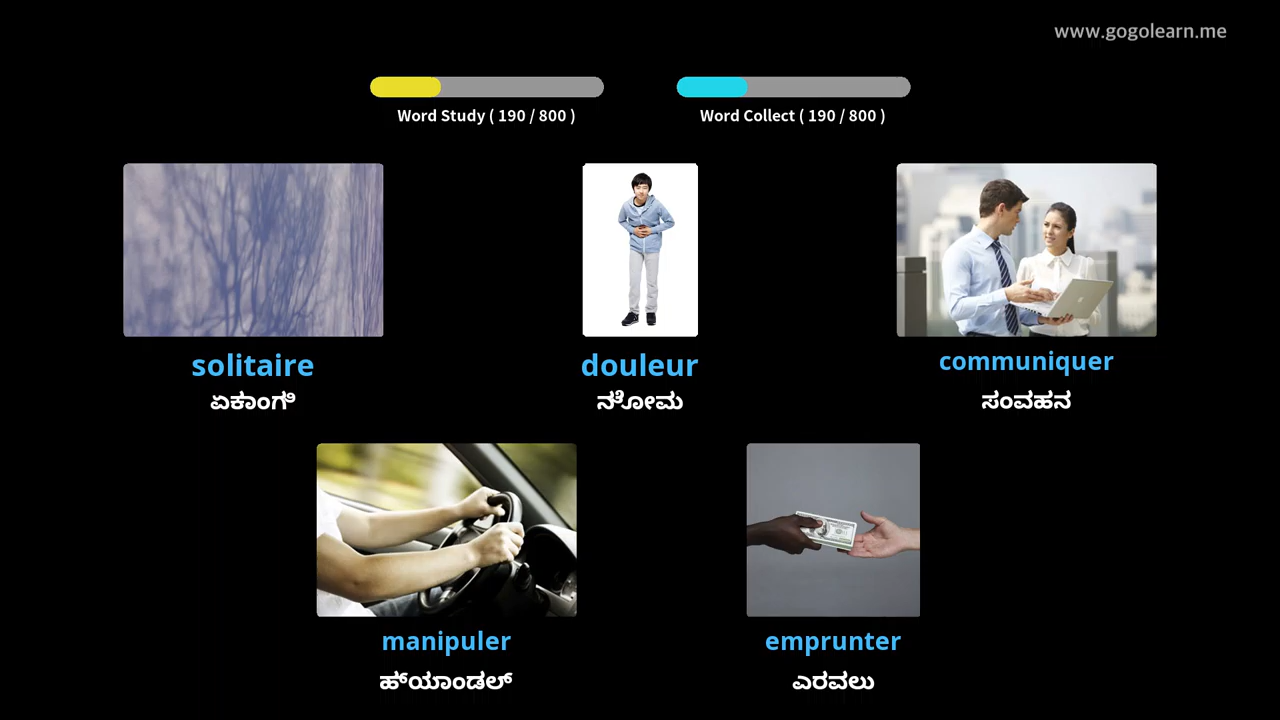 www.gogolearn.me
Word Study ( 190 / 800 )
Word Collect ( 190 / 800 )
solitaire
douleur
communiquer
ಏಕಾಂಗಿ
ನೋಮ
ಸಂವಹನ
manipuler
emprunter
ಹ್ಯಾಂಡಲ್
ಎರವಲು